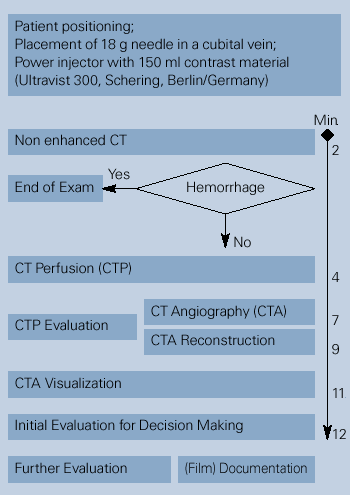 Patient positioning;
Placement of 18 g needle in a cubital vein;
Power injector with 150 ml contrast material
(Ultravist 300, Schering, Berlin/Germany)
Min.
Non enhanced CT
2
Yes
End of Exam
Hemorrhage
No
CT Perfusion (CTP)
4
CT Angiography (CTA)
7
CTP Evaluation
CTA Reconstruction
9
CTA Visualization
11
Initial Evaluation for Decision Making
12
Further Evaluation
(Film) Documentation